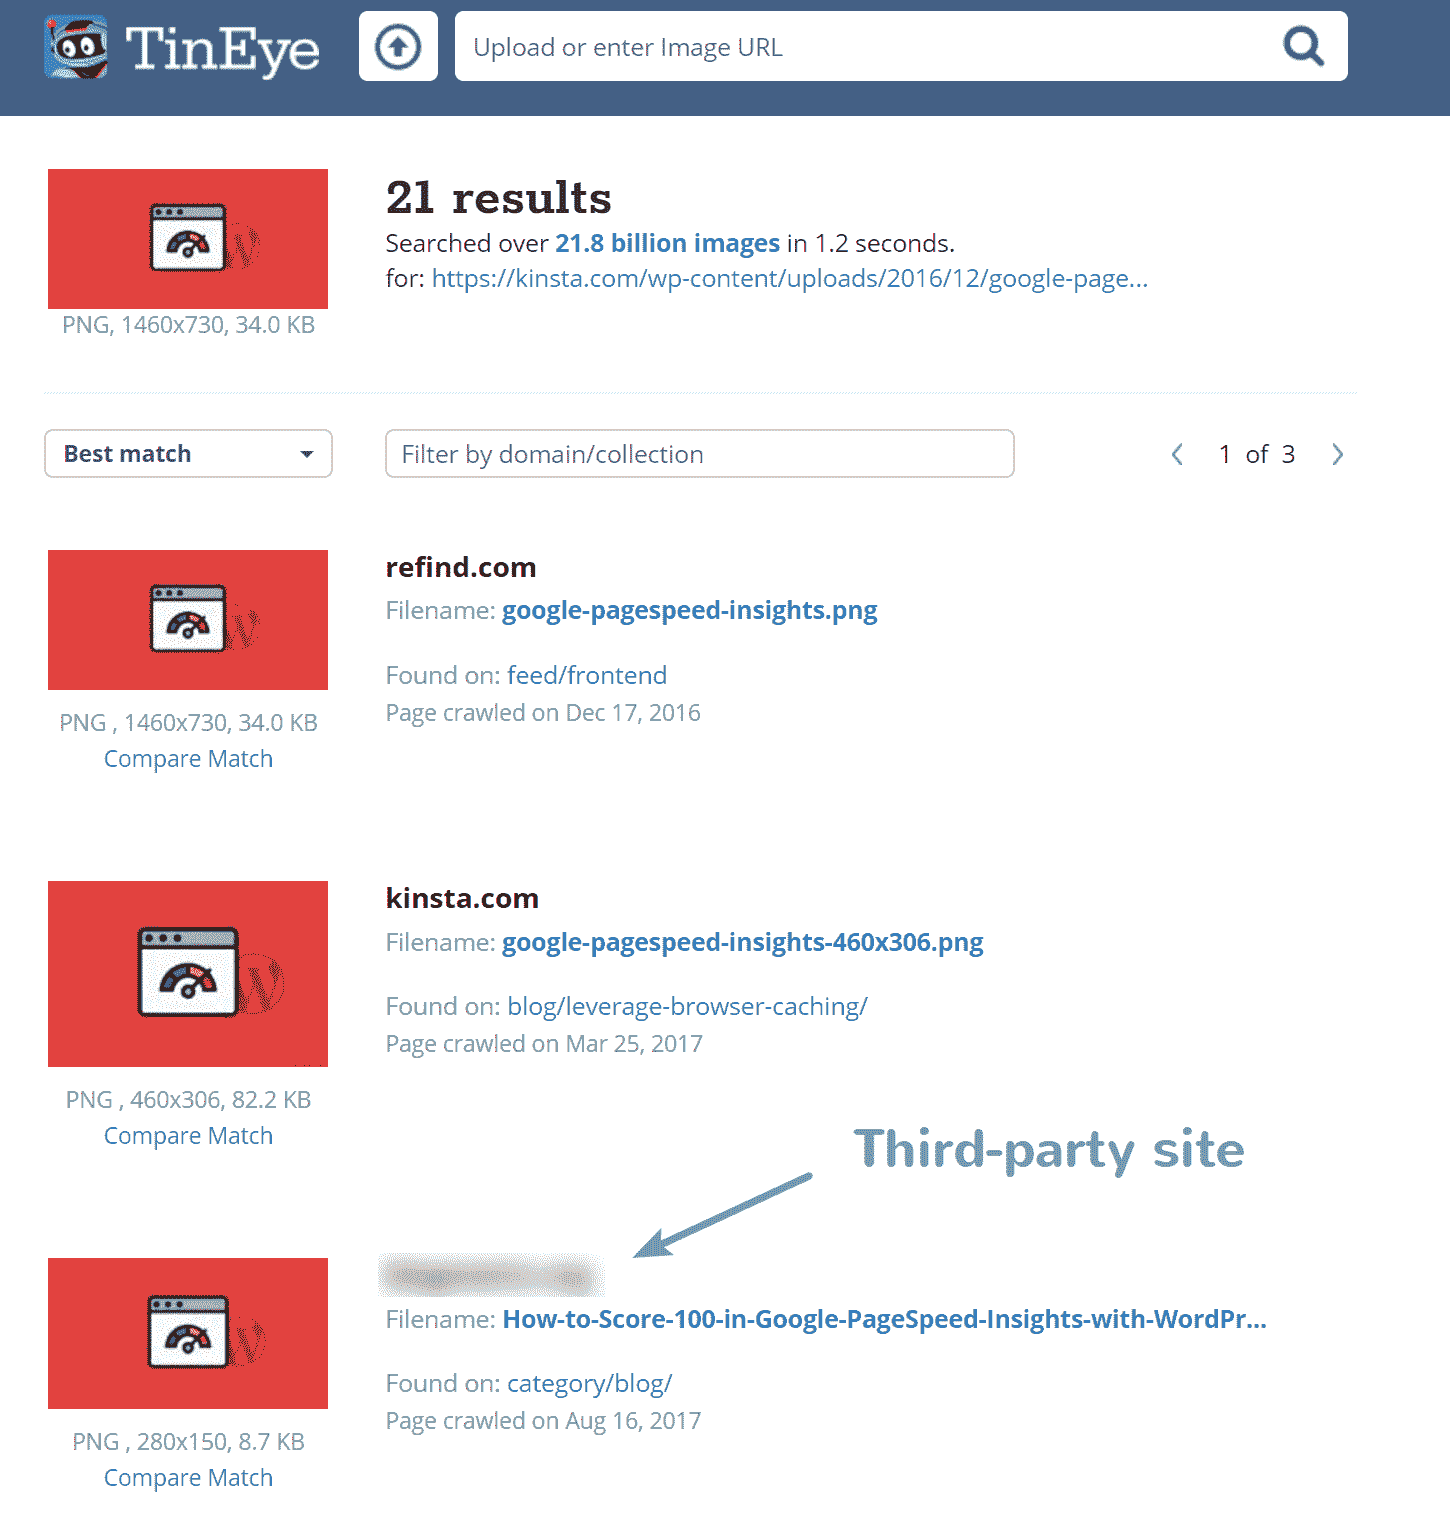 TinEye
Upload or enter Image URL
21 results
Searched over 21.8 billion images in 1.2 seconds.
for: https://kinsta.com/wp-content/uploads/2016/12/google-page...
PNG, 1460x730, 34.0 KB
Best match
Filter by domain/collection
1 of 3
refind.com
Filename: google-pagespeed-insights.png
Found on: feed/frontend
Page crawled on Dec 17, 2016
PNG , 1460x730, 34.0 KB
Compare Match
kinsta.com
Filename: google-pagespeed-insights-460x306.png
Found on: blog/leverage-browser-caching/
Page crawled on Mar 25, 2017
PNG , 460x306, 82.2 KB
Compare Match
Third-party site
Filename: How-to-Score-100-in-Google-PageSpeed-Insights-with-WordPr...
Found on: category/blog/
Page crawled on Aug 16, 2017
PNG , 280x150, 8.7 KB
Compare Match